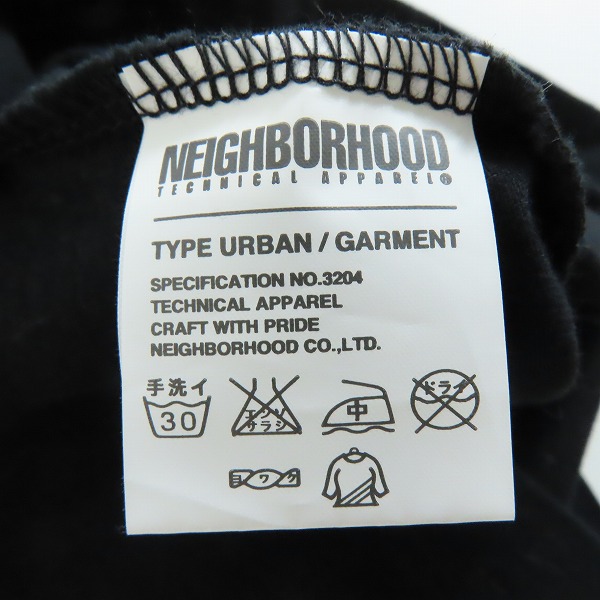 NEIGHBORHOOD
TECHNICAL APPAREL®
TYPE URBAN / GARMENT
SPECIFICATION NO.3204
TECHNICAL APPAREL
CRAFT WITH PRIDE
NEIGHBORHOOD CO.,LTD.
手洗イ
30
エンソ
サラシ
中
ドライ
ヨワク